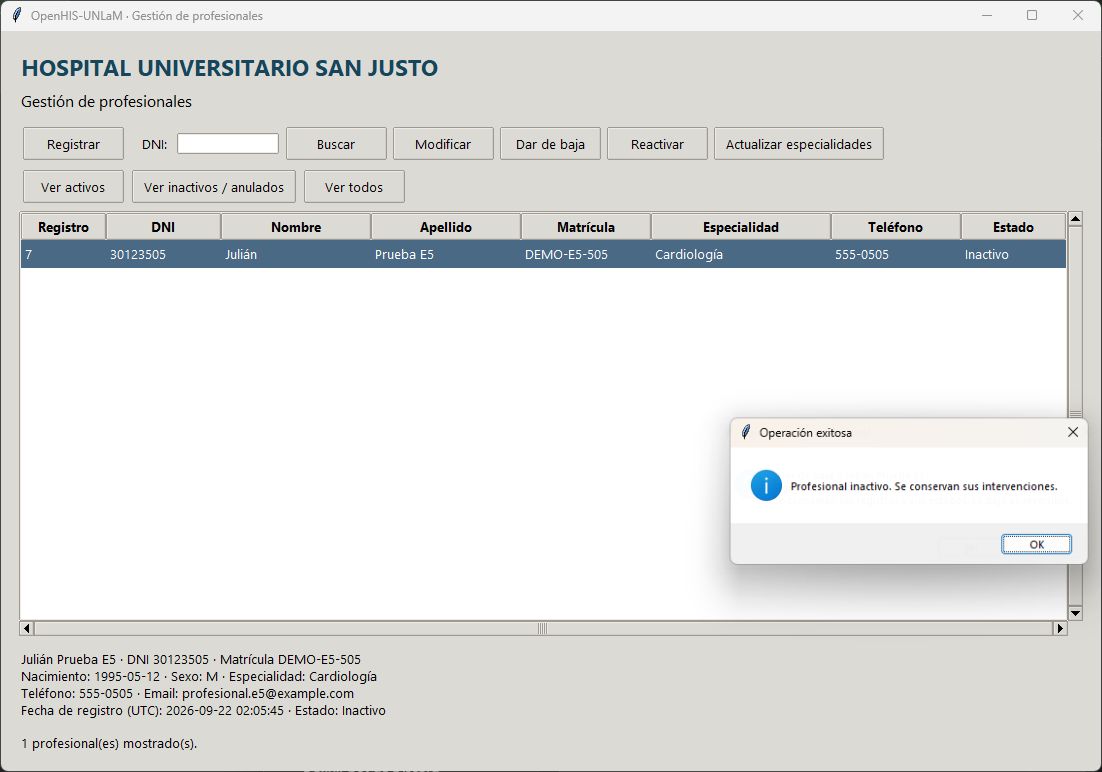 OpenHIS-UNLaM · Gestión de profesionales
HOSPITAL UNIVERSITARIO SAN JUSTO
Gestión de profesionales
Registrar DNI: Buscar Modificar Dar de baja Reactivar Actualizar especialidades
Ver activos Ver inactivos / anulados Ver todos
Registro DNI Nombre Apellido Matrícula Especialidad Teléfono Estado
7 30123505 Julián Prueba E5 DEMO-E5-505 Cardiología 555-0505 Inactivo
Operación exitosa
Profesional inactivo. Se conservan sus intervenciones.
OK
Julián Prueba E5 · DNI 30123505 · Matrícula DEMO-E5-505
Nacimiento: 1995-05-12 · Sexo: M · Especialidad: Cardiología
Teléfono: 555-0505 · Email: profesional.e5@example.com
Fecha de registro (UTC): 2026-09-22 02:05:45 · Estado: Inactivo
1 profesional(es) mostrado(s).